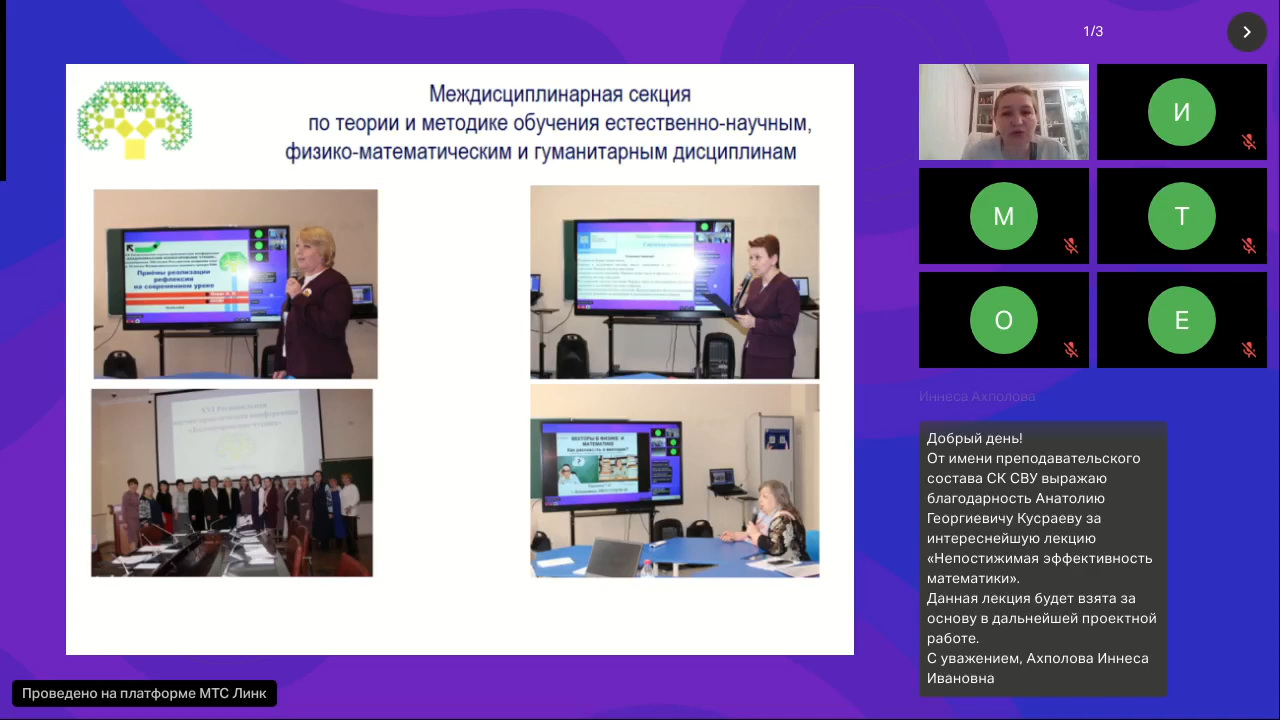 1/3
Междисциплинарная секция
по теории и методике обучения естественно-научным,
физико-математическим и гуманитарным дисциплинам
Приёмы реализации
рефлексии
на современном уроке
ВЕКТОРЫ В ФИЗИКЕ И
МАТЕМАТИКЕ
И
М
Т
О
Е
Иннеса Ахполова
Добрый день!
От имени преподавательского
состава СК СВУ выражаю
благодарность Анатолию
Георгиевичу Кусраеву за
интереснейшую лекцию
«Непостижимая эффективность
математики».
Данная лекция будет взята за
основу в дальнейшей проектной
работе.
С уважением, Ахполова Иннеса
Ивановна
Проведено на платформе МТС Линк